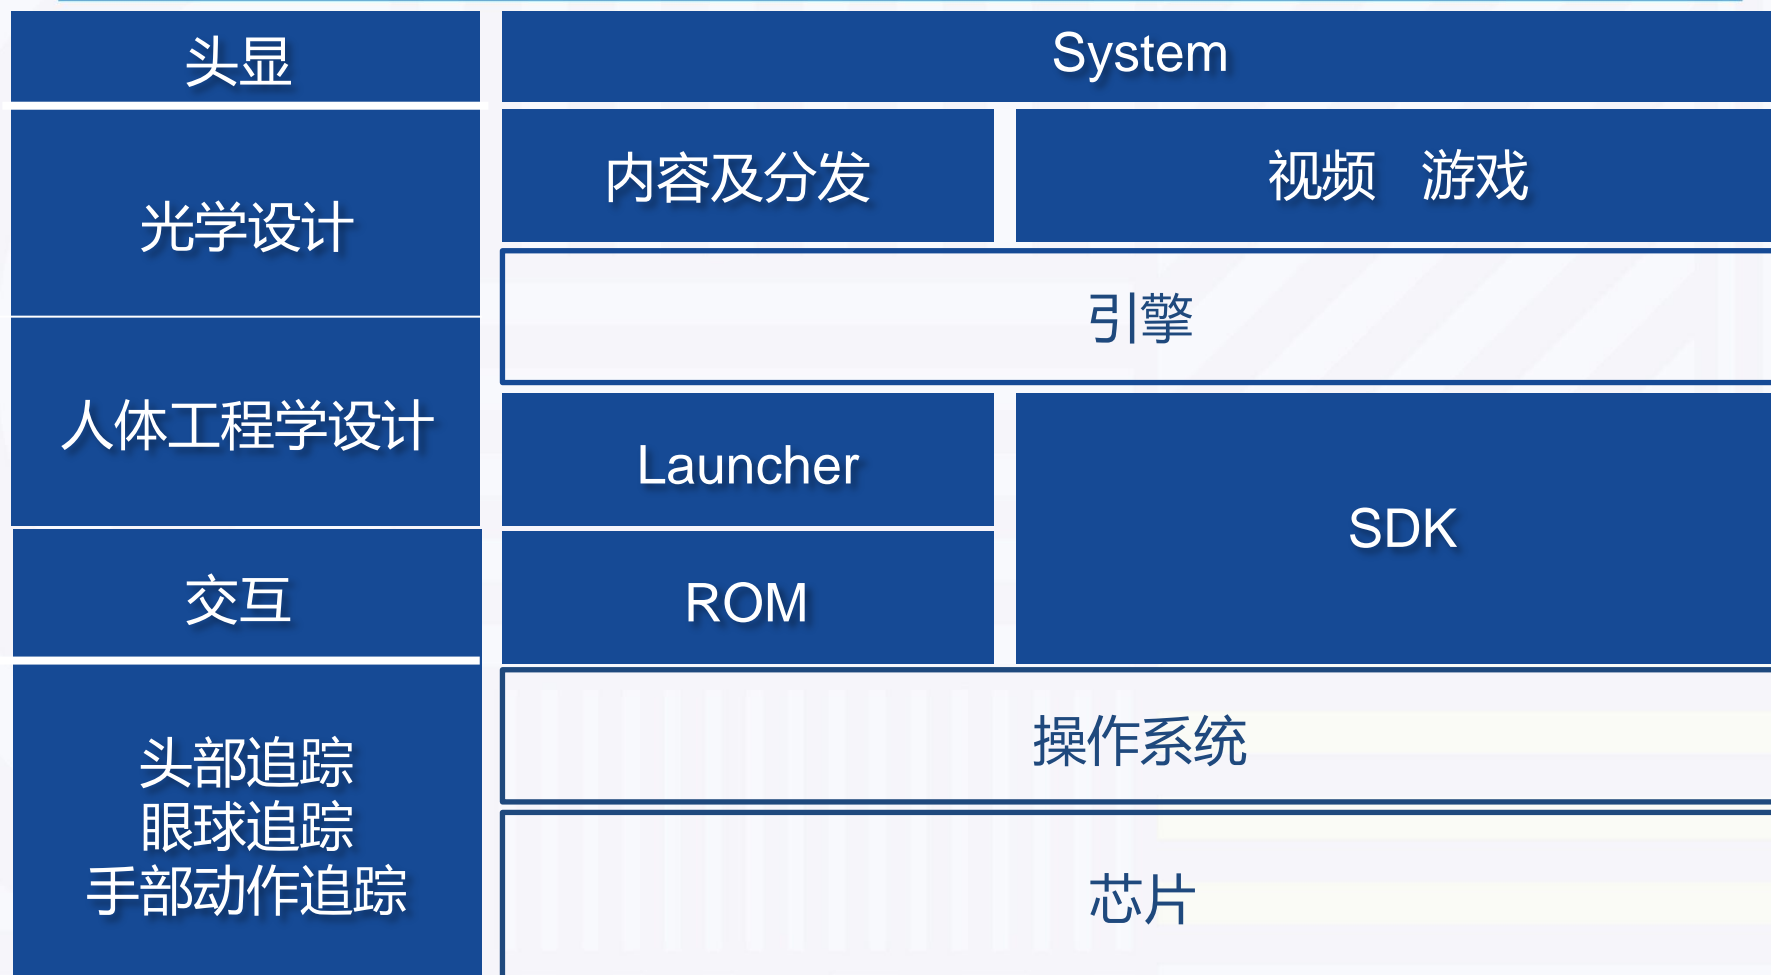 头显
光学设计
人体工程学设计
交互
头部追踪
眼球追踪
手部动作追踪
System
内容及分发
视频 游戏
引擎
Launcher
ROM
SDK
操作系统
芯片